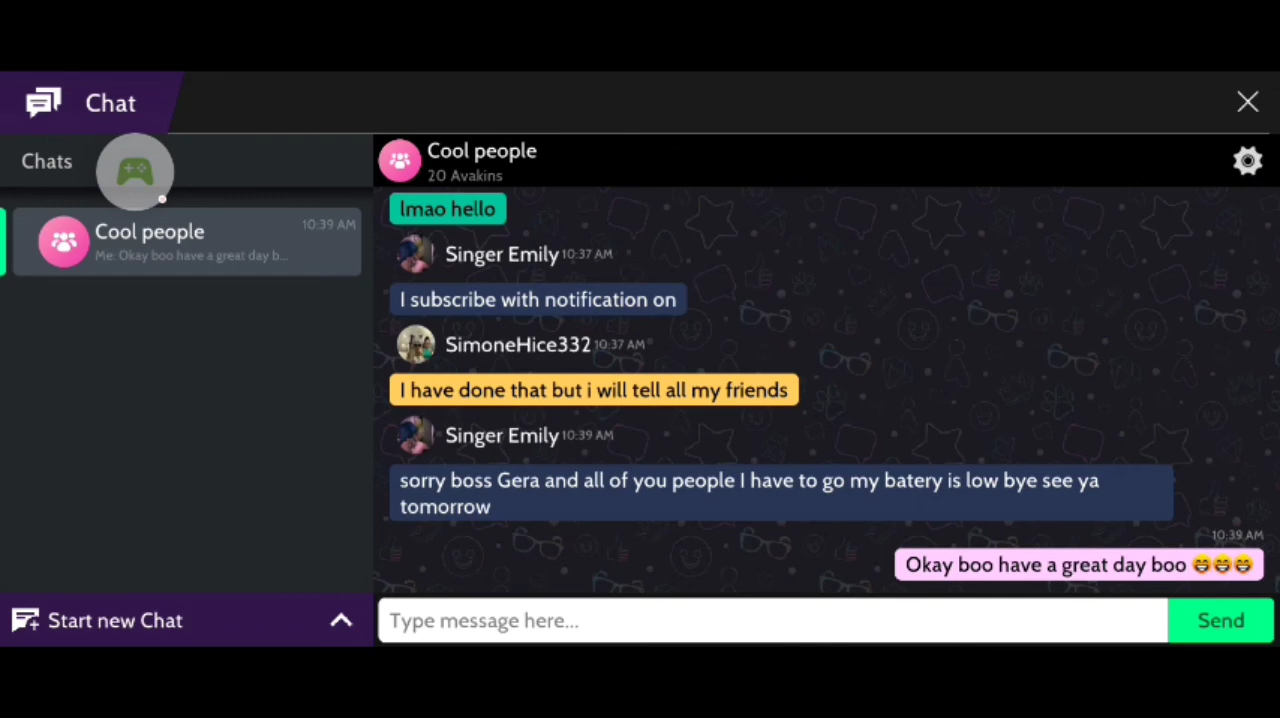 Chat
Chats
Cool people
10:39 AM
Me: Okay boo have a great day b...
Start new Chat
Cool people
20 Avakins
lmao hello
Singer Emily 10:37 AM
I subscribe with notification on
SimoneHice332 10:37 AM
I have done that but i will tell all my friends
Singer Emily 10:39 AM
sorry boss Gera and all of you people I have to go my batery is low bye see ya
tomorrow
10:39 AM
Okay boo have a great day boo 😁😁😁
Type message here...
Send